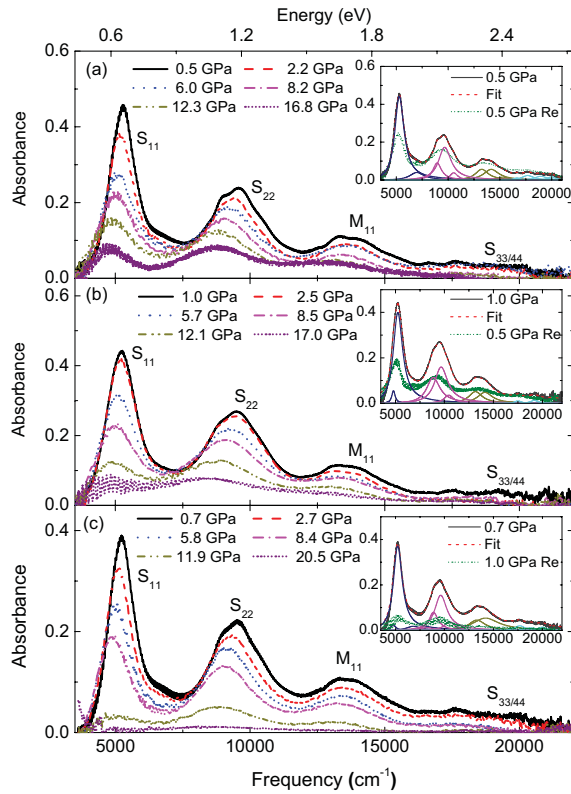 Energy (eV)
0.6 1.2 1.8 2.4
(a)
0.5 GPa 2.2 GPa
6.0 GPa 8.2 GPa
12.3 GPa 16.8 GPa
S11
S22
M11
S33/44
Absorbance
0.6
0.4
0.2
0.0
0.6
0.4
0.2
0.0
5000 10000 15000 20000
0.5 GPa
Fit
0.5 GPa Re
(b)
1.0 GPa 2.5 GPa
5.7 GPa 8.5 GPa
12.1 GPa 17.0 GPa
S11
S22
M11
S33/44
Absorbance
0.6
0.4
0.2
0.0
0.6
0.4
0.2
0.0
5000 10000 15000 20000
1.0 GPa
Fit
0.5 GPa Re
(c)
0.7 GPa 2.7 GPa
5.8 GPa 8.4 GPa
11.9 GPa 20.5 GPa
S11
S22
M11
S33/44
Absorbance
0.4
0.2
0.0
0.6
0.4
0.2
0.0
5000 10000 15000 20000
0.7 GPa
Fit
1.0 GPa Re
5000 10000 15000 20000
Frequency (cm-1)